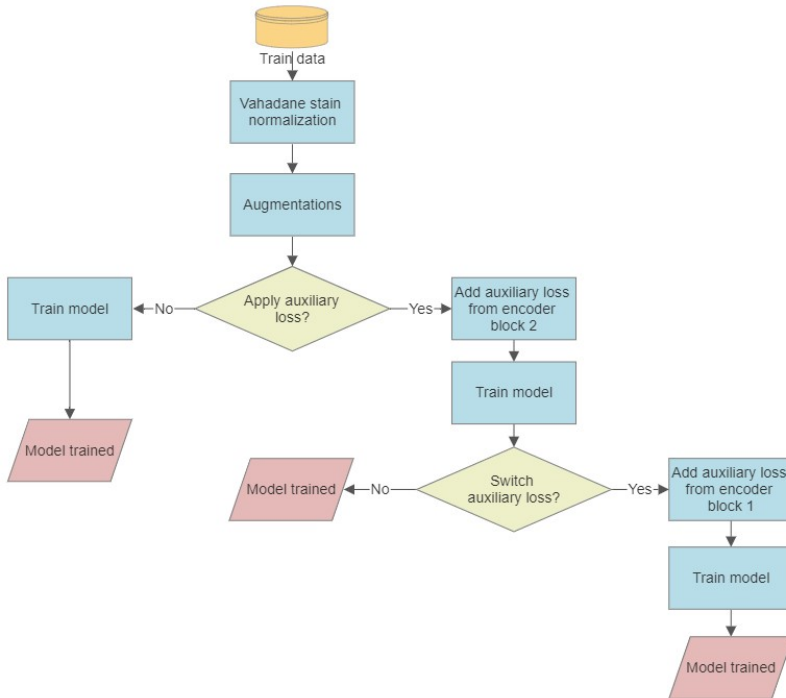 Train data
Vahadane stain
normalization
Augmentations
Apply auxiliary
loss?
No
Train model
Model trained
Yes
Add auxiliary loss
from encoder
block 2
Train model
Switch
auxiliary loss?
No
Model trained
Yes
Add auxiliary loss
from encoder
block 1
Train model
Model trained